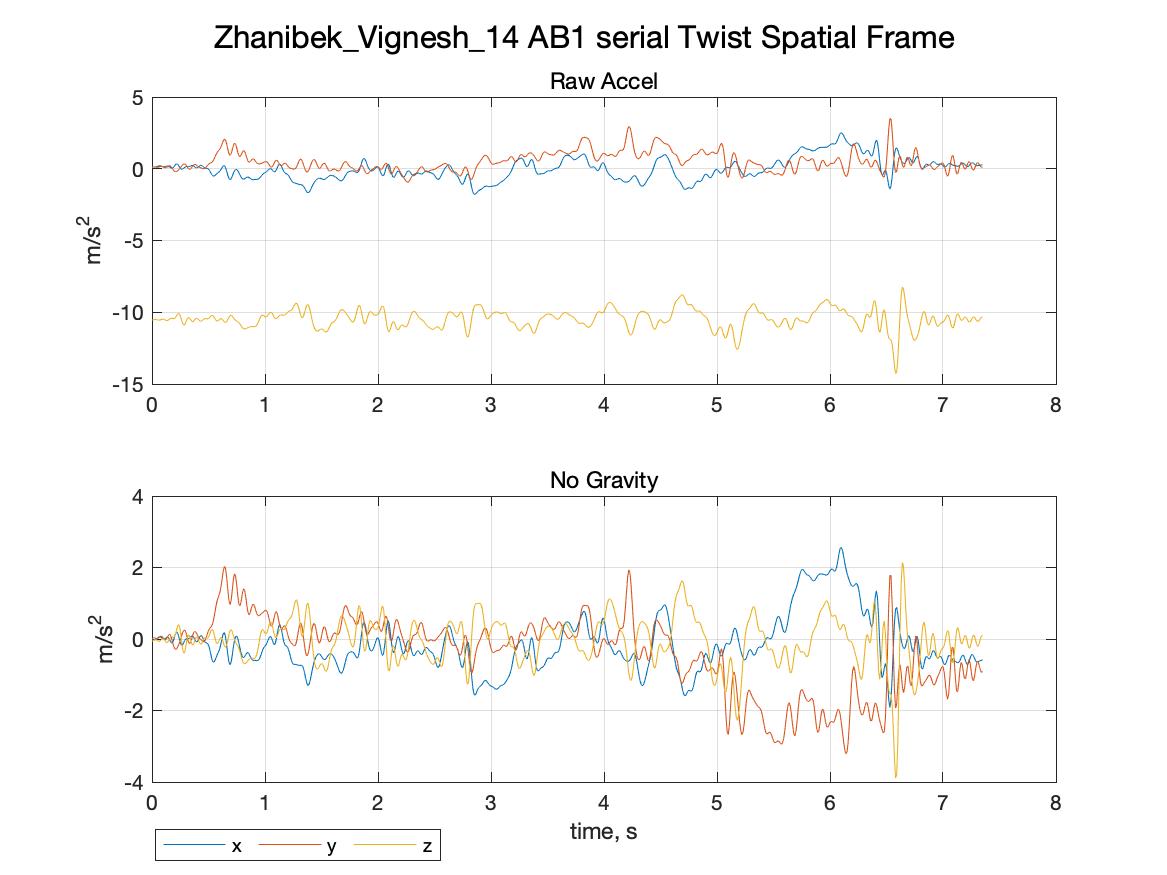 Zhanibek_Vignesh_14 AB1 serial Twist Spatial Frame
Raw Accel
5
0
-5
-10
-15
m/s²
0 1 2 3 4 5 6 7 8
No Gravity
4
2
0
-2
-4
m/s²
0 1 2 3 4 5 6 7 8
time, s
x y z